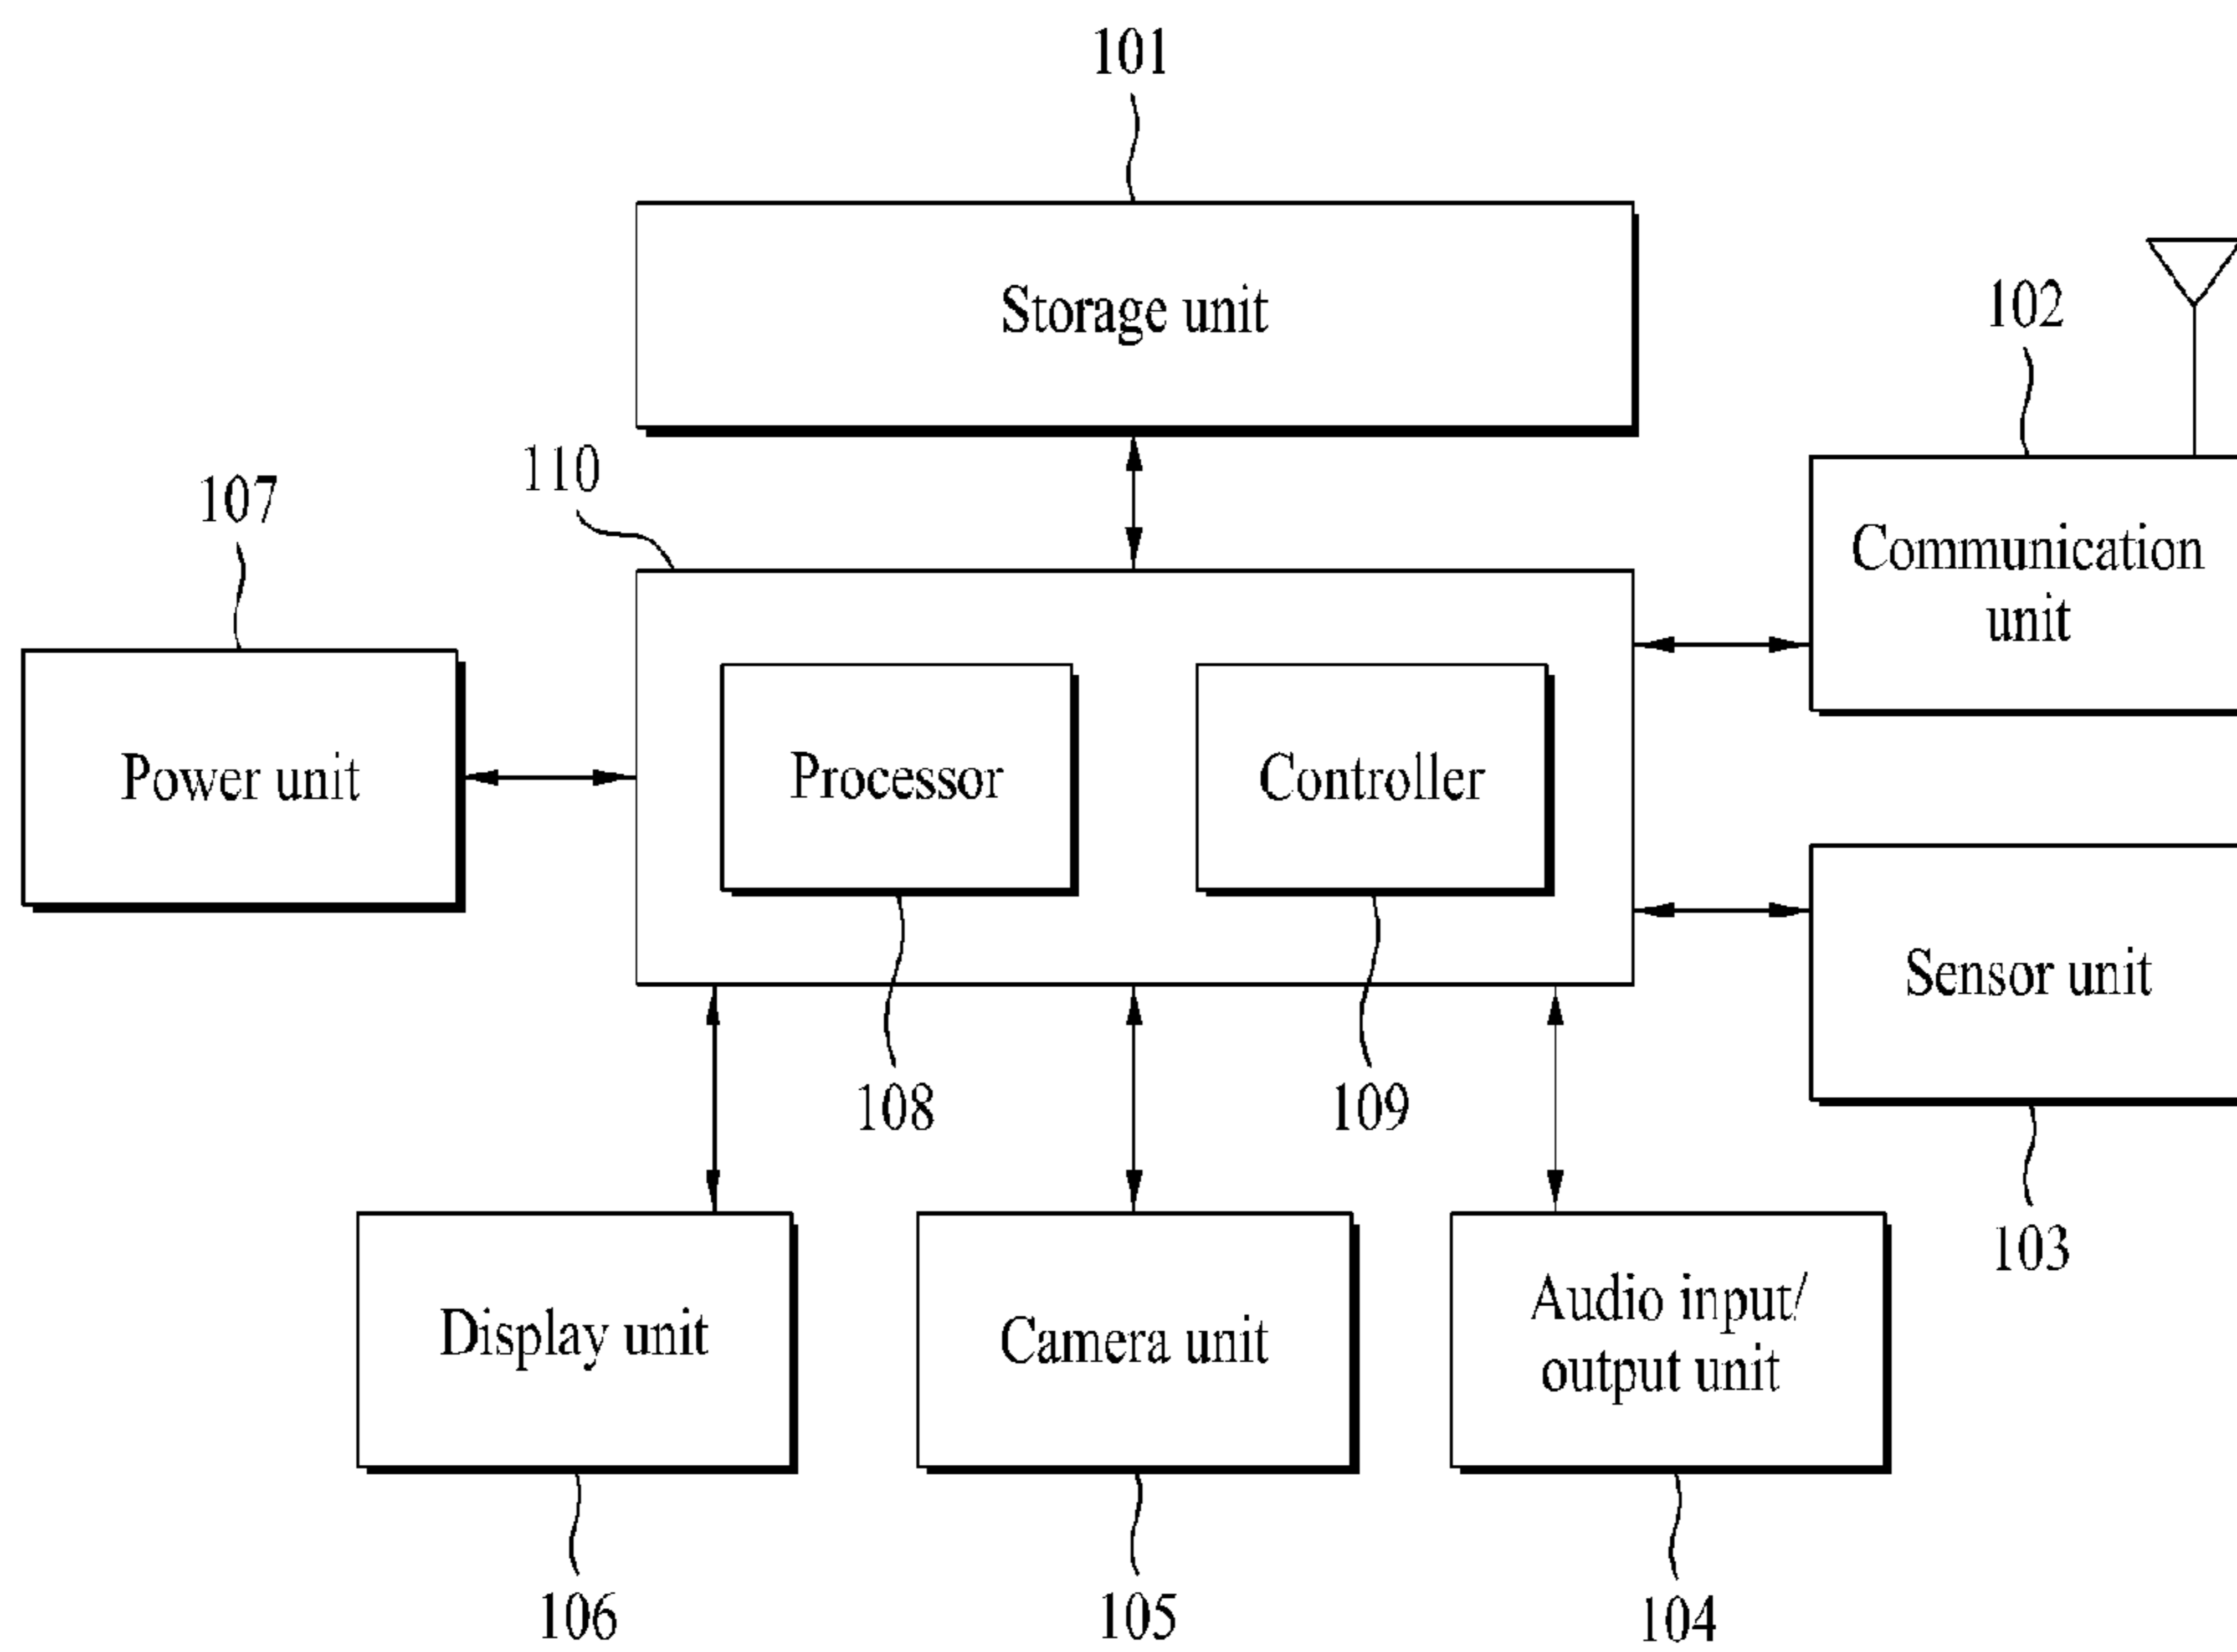 101
Storage unit
102
110
107
Communication
unit
Power unit
Processor
Controller
Sensor unit
108
109
103
Display unit
Camera unit
Audio input/
output unit
106
105
104